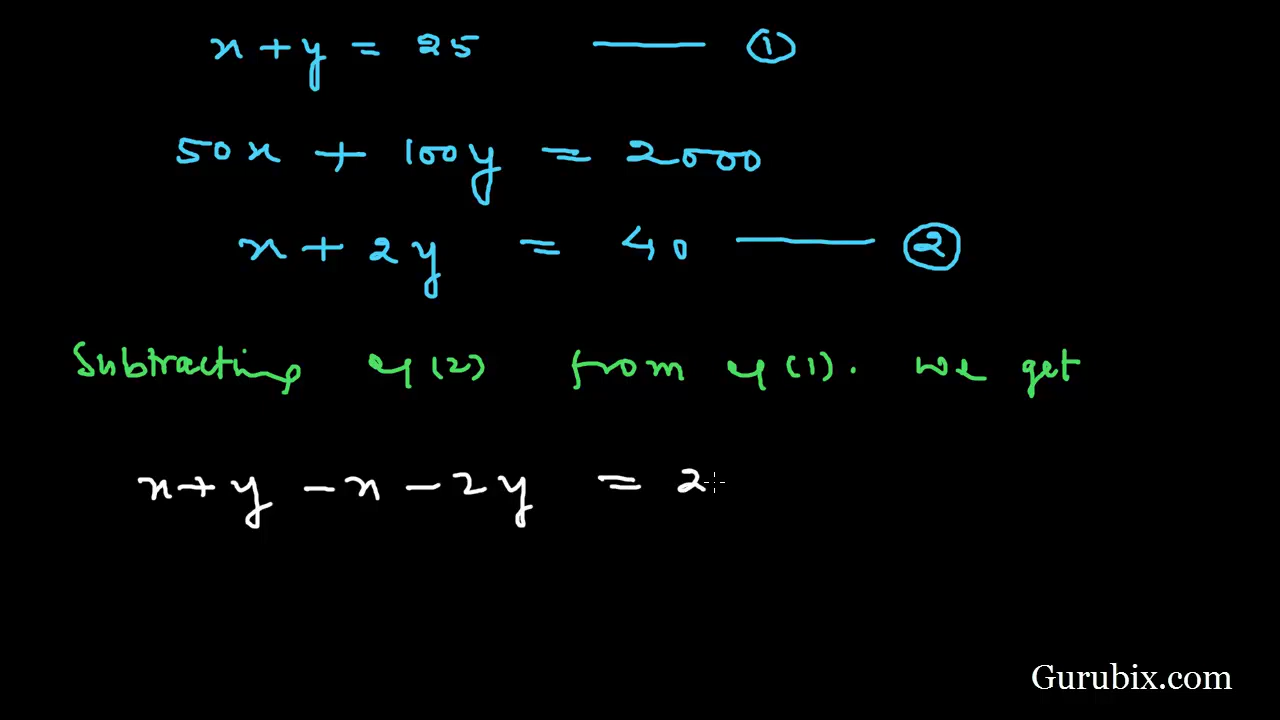 x + y = 25 —— ①
50x + 100y = 2000
x + 2y = 40 —— ②
Subtracting eq (2) from eq (1). we get
x + y - x - 2y = 2
Gurubix.com